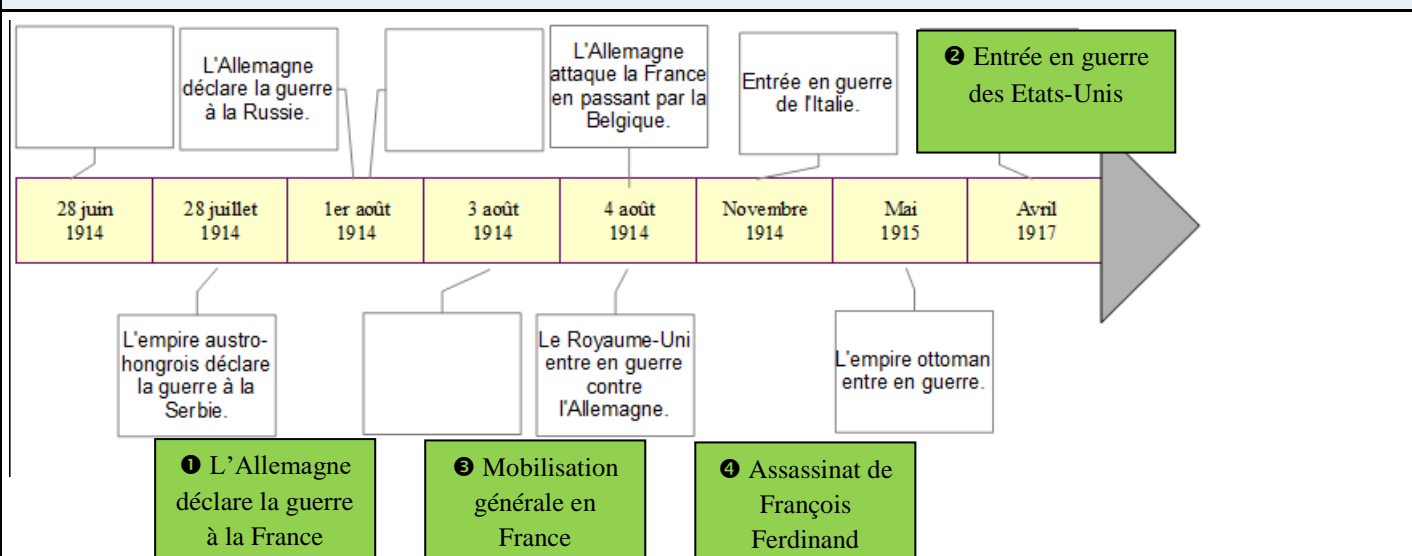 L'Allemagne
déclare la guerre
à la Russie.
L'Allemagne
attaque la France
en passant par la
Belgique.
Entrée en guerre
de l'Italie.
❷ Entrée en guerre
des Etats-Unis
28 juin
1914
28 juillet
1914
1er août
1914
3 août
1914
4 août
1914
Novembre
1914
Mai
1915
Avril
1917
L'empire austro-
hongrois déclare
la guerre à la
Serbie.
Le Royaume-Uni
entre en guerre
contre
l'Allemagne.
L'empire ottoman
entre en guerre.
❶ L’Allemagne
déclare la guerre
à la France
❸ Mobilisation
générale en
France
❹ Assassinat de
François
Ferdinand